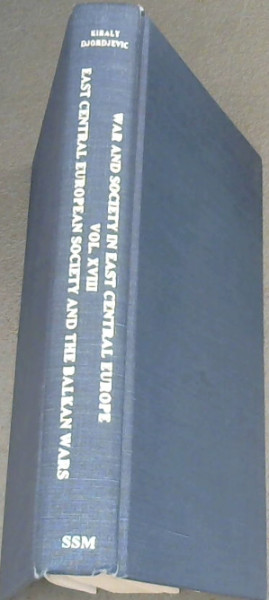 KIRALY
DJORDJEVIC
WAR AND SOCIETY IN EAST CENTRAL EUROPE
VOL. XVIII
EAST CENTRAL EUROPEAN SOCIETY AND THE BALKAN WARS
SSM